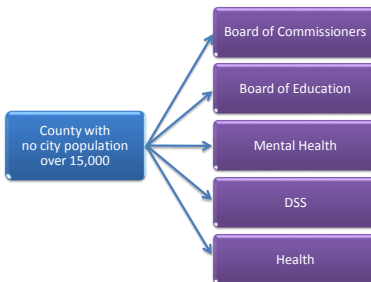 County with
no city population
over 15,000
Board of Commissioners
Board of Education
Mental Health
DSS
Health